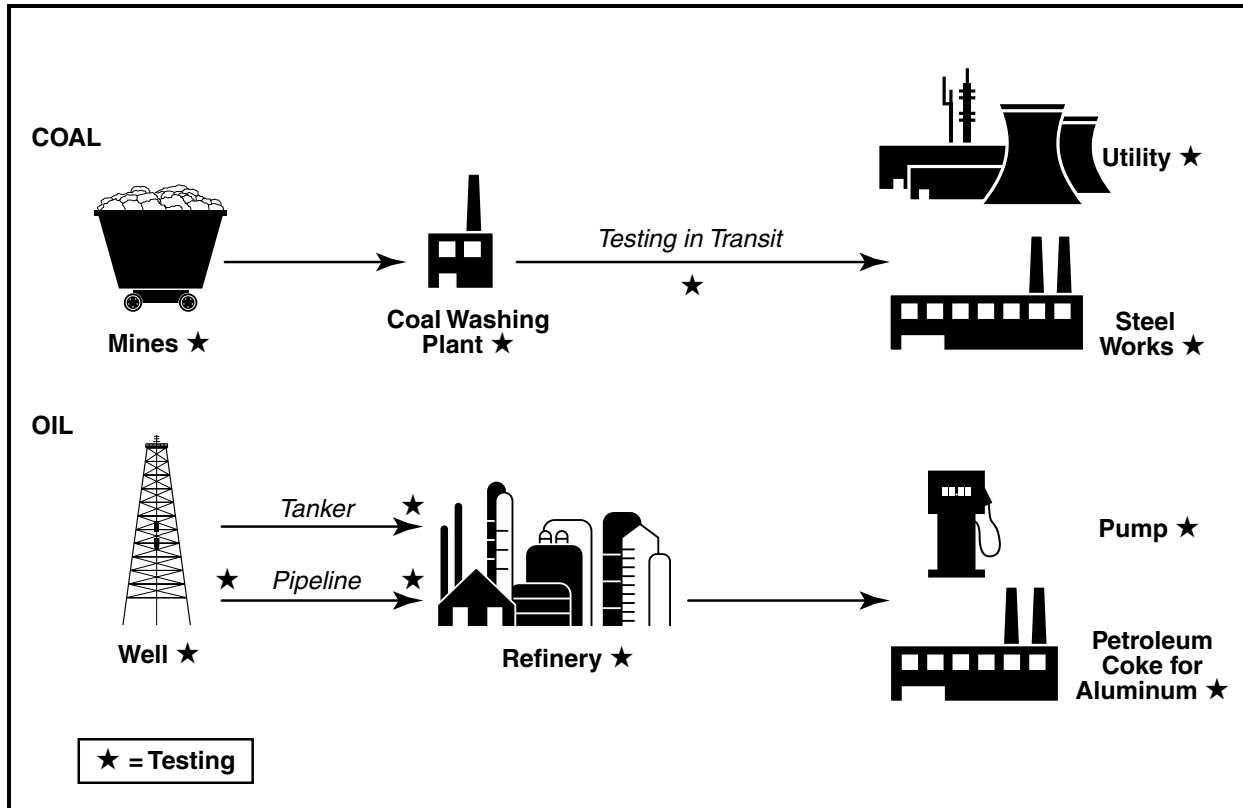 COAL
Utility ★
Testing in Transit
★
Mines ★
Coal Washing
Plant ★
Steel
Works ★
OIL
Tanker ★
Pump ★
★ Pipeline ★
Well ★
Refinery ★
Petroleum
Coke for
Aluminum ★
★ = Testing